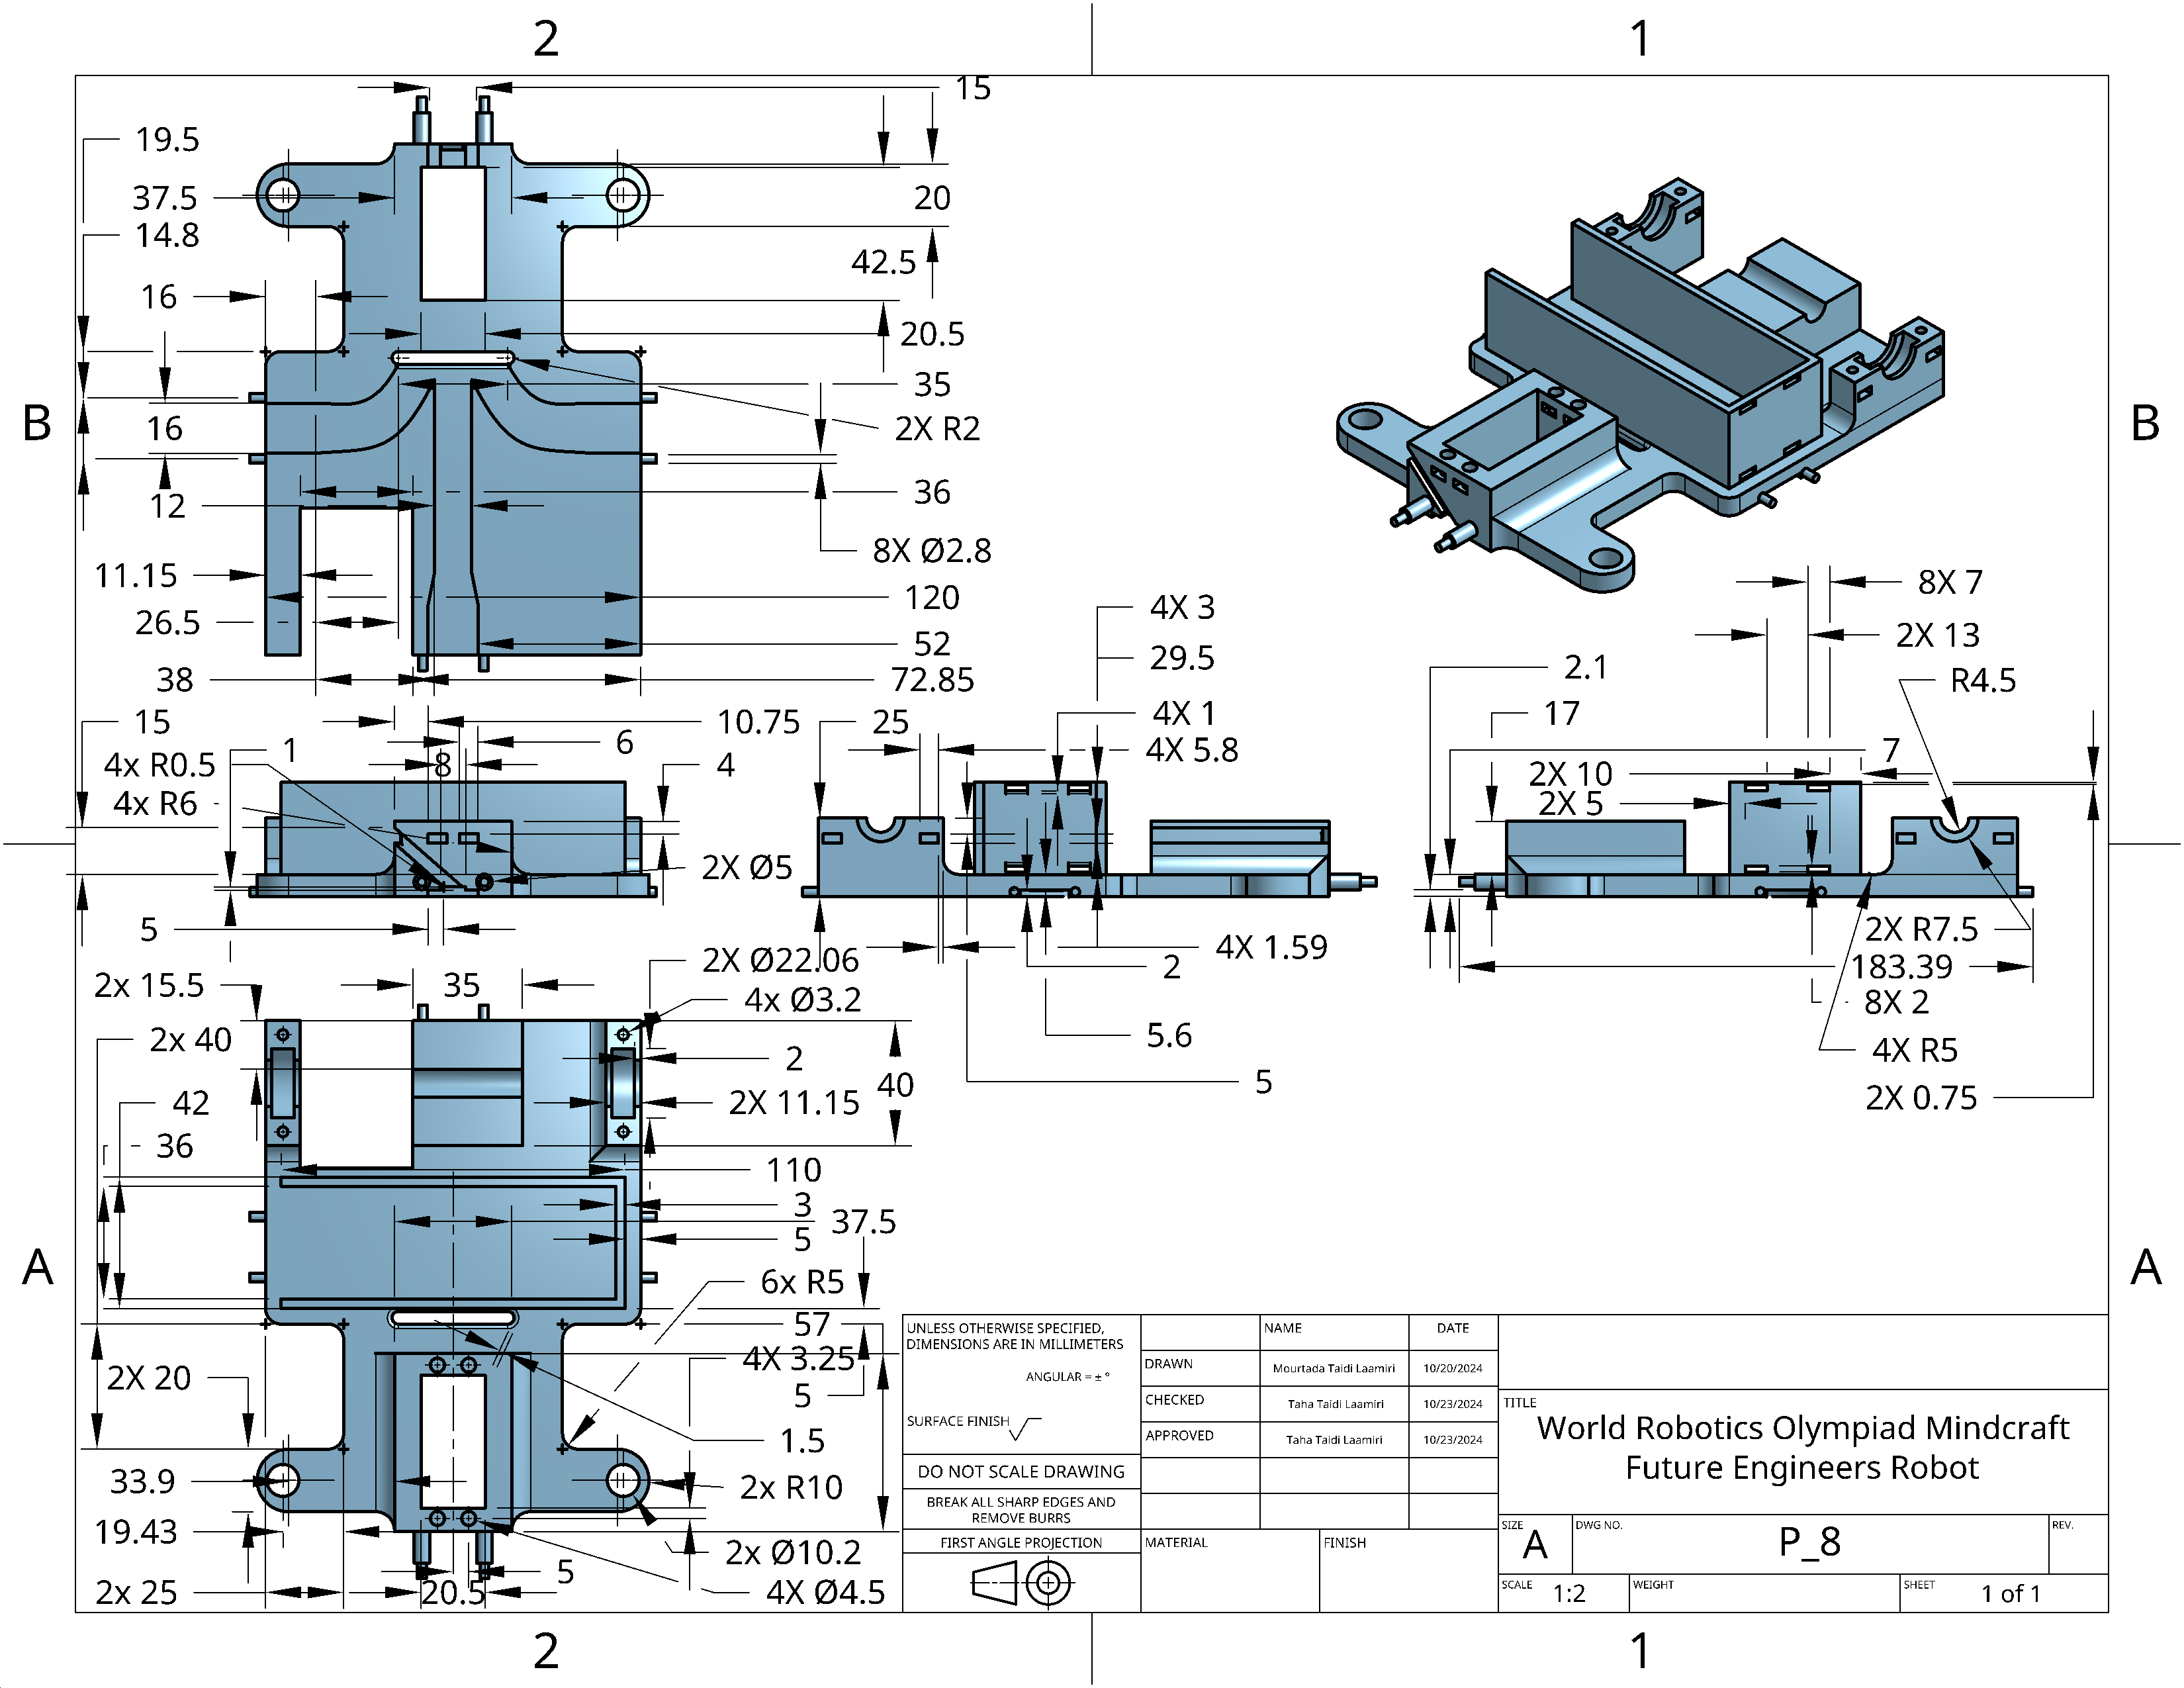 2
1
B
B
A
A
2
1
15
19.5
37.5
14.8
16
16
12
11.15
26.5
38
20
42.5
20.5
35
2X R2
36
8X Ø2.8
120
52
72.85
15
1
4x R0.5
4x R6
8
10.75
6
4
2X Ø5
5
25
4X 3
29.5
4X 1
4X 5.8
4X 1.59
2
5.6
5
8X 7
2X 13
2.1
R4.5
17
7
2X 10
2X 5
2X R7.5
183.39
8X 2
4X R5
2X 0.75
2x 15.5
35
2X Ø22.06
4x Ø3.2
2x 40
2
40
2X 11.15
42
36
110
3
37.5
5
6x R5
57
4X 3.25
5
2X 20
1.5
33.9
2x R10
19.43
2x Ø10.2
5
2x 25
20.5
4X Ø4.5
UNLESS OTHERWISE SPECIFIED,
DIMENSIONS ARE IN MILLIMETERS
ANGULAR = ± °
SURFACE FINISH
DO NOT SCALE DRAWING
BREAK ALL SHARP EDGES AND
REMOVE BURRS
FIRST ANGLE PROJECTION
NAME
DATE
DRAWN
Mourtada Taidi Laamiri
10/20/2024
CHECKED
Taha Taidi Laamiri
10/23/2024
APPROVED
Taha Taidi Laamiri
10/23/2024
MATERIAL
FINISH
TITLE
World Robotics Olympiad Mindcraft
Future Engineers Robot
SIZE
A
DWG NO.
P_8
REV.
SCALE
1:2
WEIGHT
SHEET
1 of 1